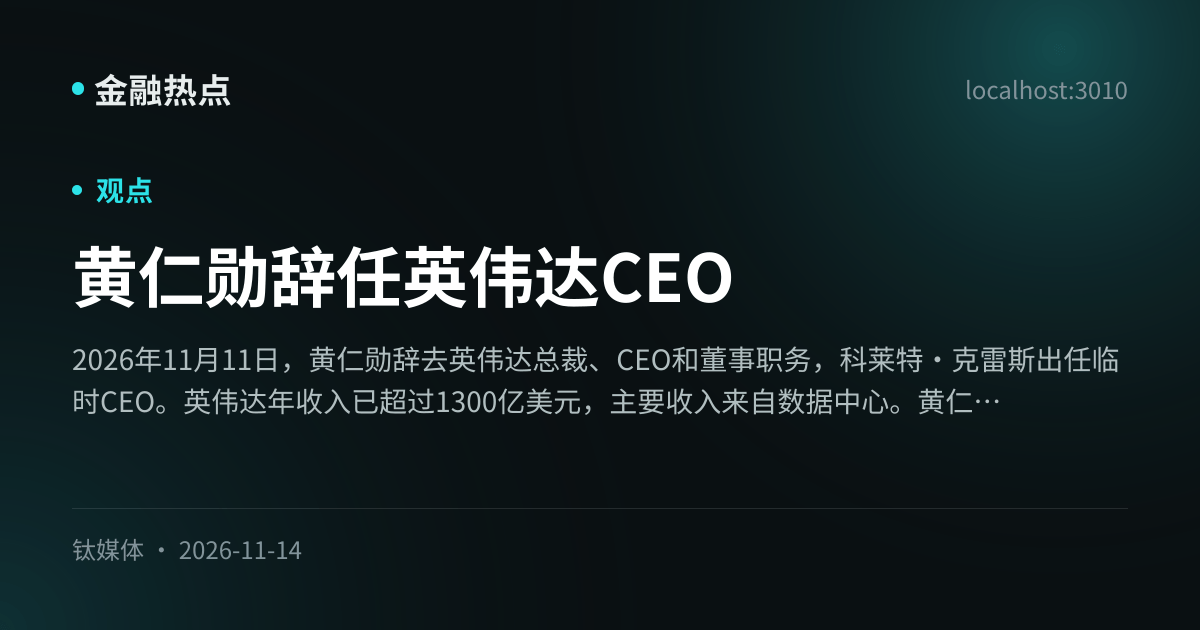 金融热点
localhost:3010
观点
黄仁勋辞任英伟达CEO
2026年11月11日，黄仁勋辞去英伟达总裁、CEO和董事职务，科莱特·克雷斯出任临
时CEO。英伟达年收入已超过1300亿美元，主要收入来自数据中心。黄仁…
钛媒体 · 2026-11-14